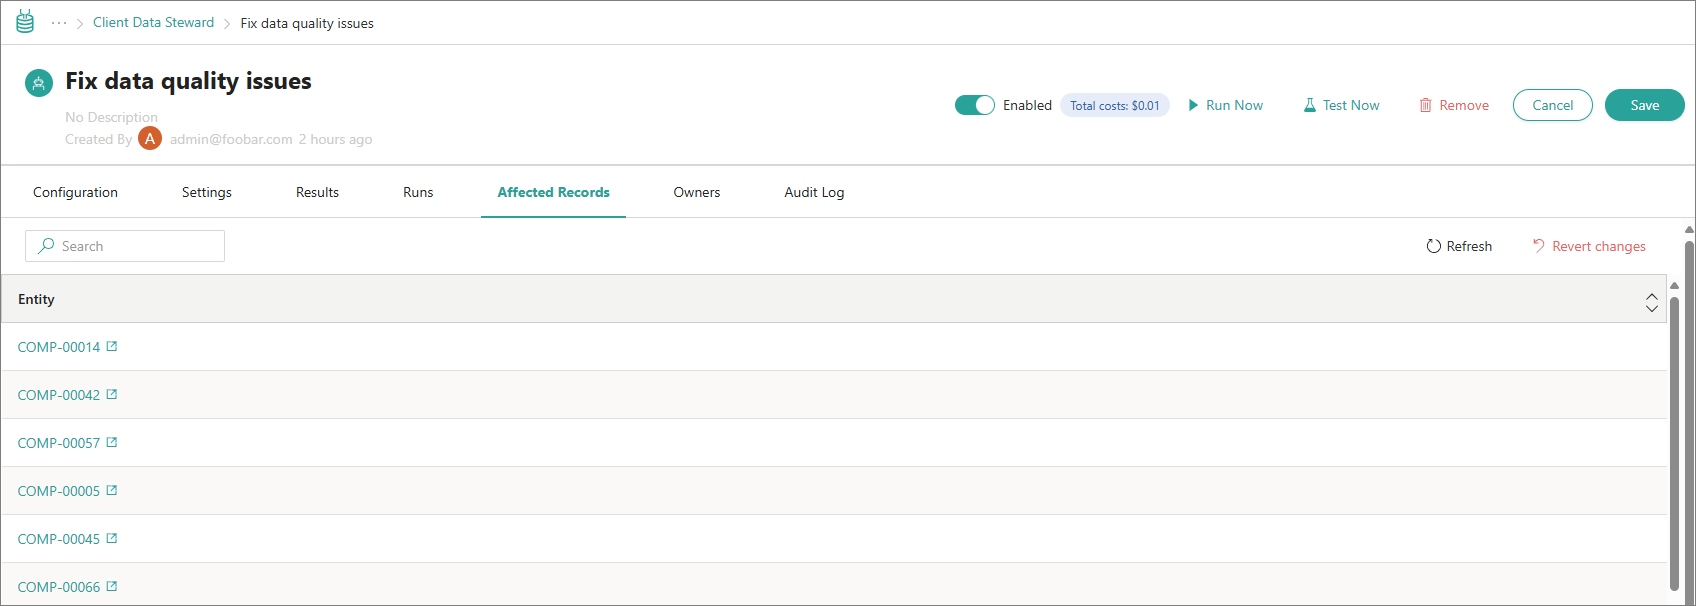 ··· Client Data Steward Fix data quality issues
Fix data quality issues
No Description
Created By A admin@foobar.com 2 hours ago
Enabled Total costs: $0.01 Run Now Test Now Remove Cancel Save
Configuration Settings Results Runs Affected Records Owners Audit Log
Search Refresh Revert changes
Entity
COMP-00014
COMP-00042
COMP-00057
COMP-00005
COMP-00045
COMP-00066